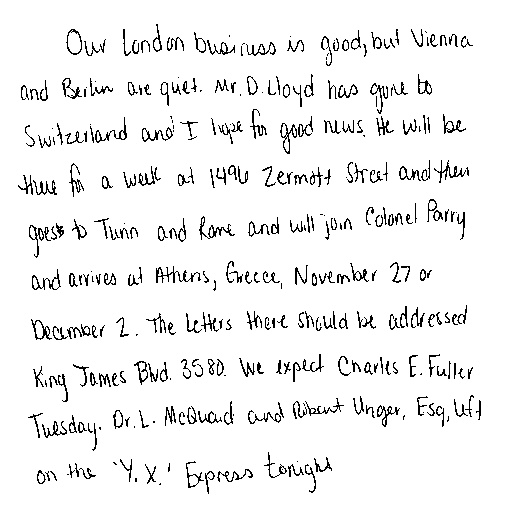 Our London business is good, but Vienna
and Berlin are quiet. Mr. D. Lloyd has gone to
Switzerland and I hope for good news. He will be
there for a week at 1496 Zermott Street and then
goes to Turin and Rome and will join Colonel Parry
and arrives at Athens, Greece, November 27 or
December 2. The letters there should be addressed
King James Blvd. 3580. We expect Charles E. Fuller
Tuesday. Dr. L. McQuaid and Robert Unger, Esq, left
on the 'Y. X.' Express tonight